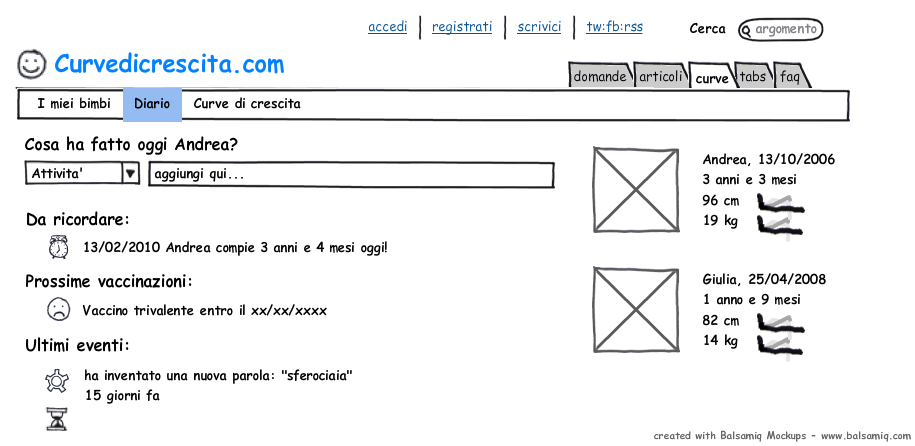 accedi registrati scrivici tw:fb:rss Cerca argomento
Curvedicrescita.com
domande articoli curve tabs faq
I miei bimbi Diario Curve di crescita
Cosa ha fatto oggi Andrea?
Attivita' aggiungi qui...
Da ricordare:
13/02/2010 Andrea compie 3 anni e 4 mesi oggi!
Prossime vaccinazioni:
Vaccino trivalente entro il xx/xx/xxxx
Ultimi eventi:
ha inventato una nuova parola: "sferociaia"
15 giorni fa
Andrea, 13/10/2006
3 anni e 3 mesi
96 cm
19 kg
Giulia, 25/04/2008
1 anno e 9 mesi
82 cm
14 kg
created with Balsamiq Mockups - www.balsamiq.com